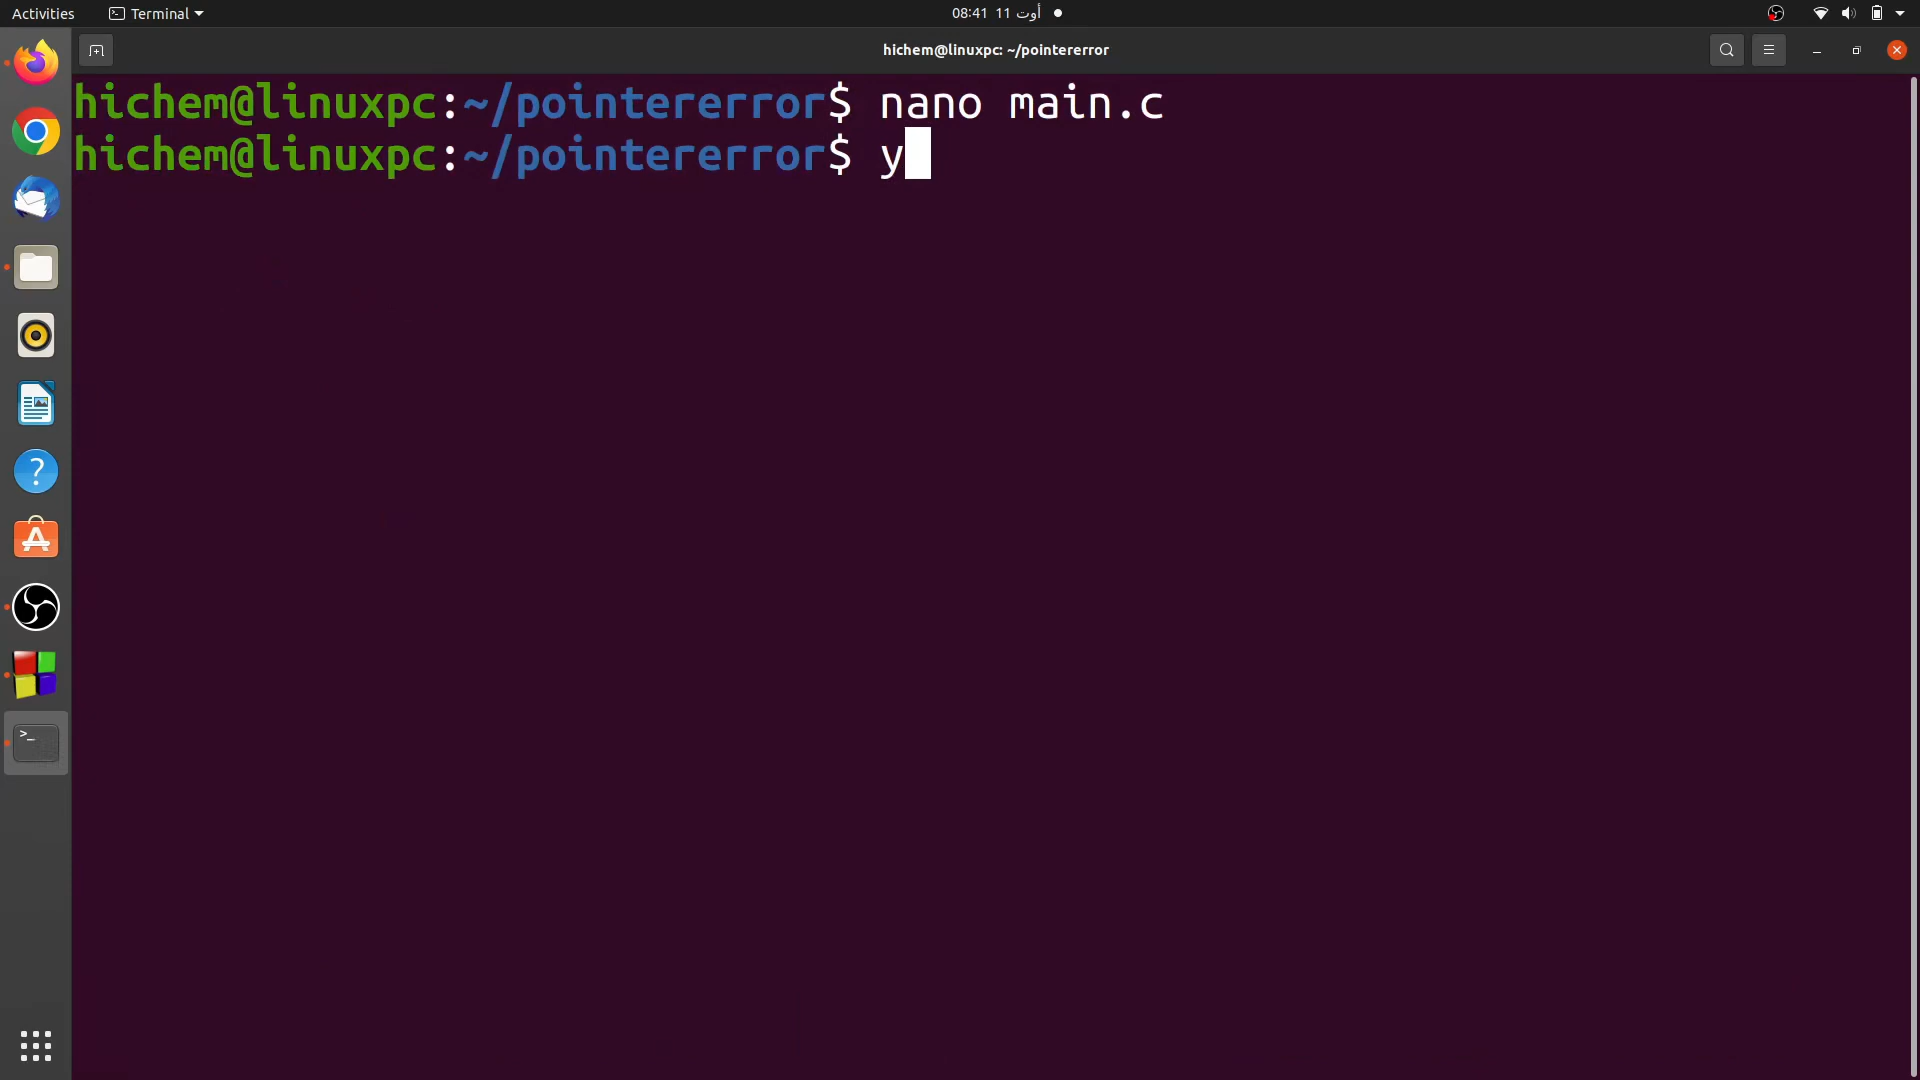 Activities
Terminal
08:41 11 أوت
hichem@linuxpc: ~/pointererror
hichem@linuxpc:~/pointererror$ nano main.c
hichem@linuxpc:~/pointererror$ y